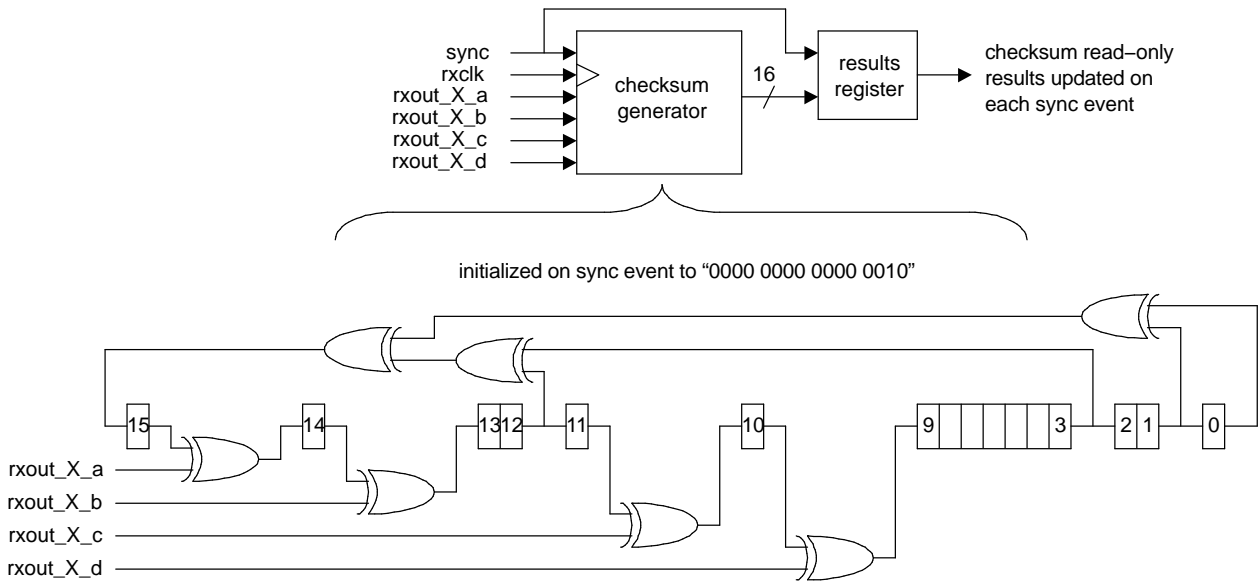 sync
rxclk
rxout_X_a
rxout_X_b
rxout_X_c
rxout_X_d
checksum
generator
16
results
register
checksum read–only
results updated on
each sync event
initialized on sync event to “0000 0000 0000 0010”
15
14
13 12
11
10
9
3
2 1
0
rxout_X_a
rxout_X_b
rxout_X_c
rxout_X_d